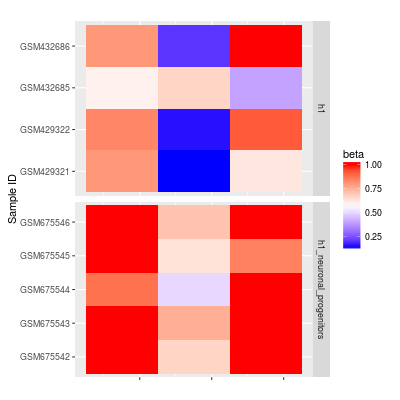 GSM432686
GSM432685
GSM429322
GSM429321
h1
GSM675546
GSM675545
GSM675544
GSM675543
GSM675542
h1_neuronal_progenitors
Sample ID
beta
1.00
0.75
0.50
0.25